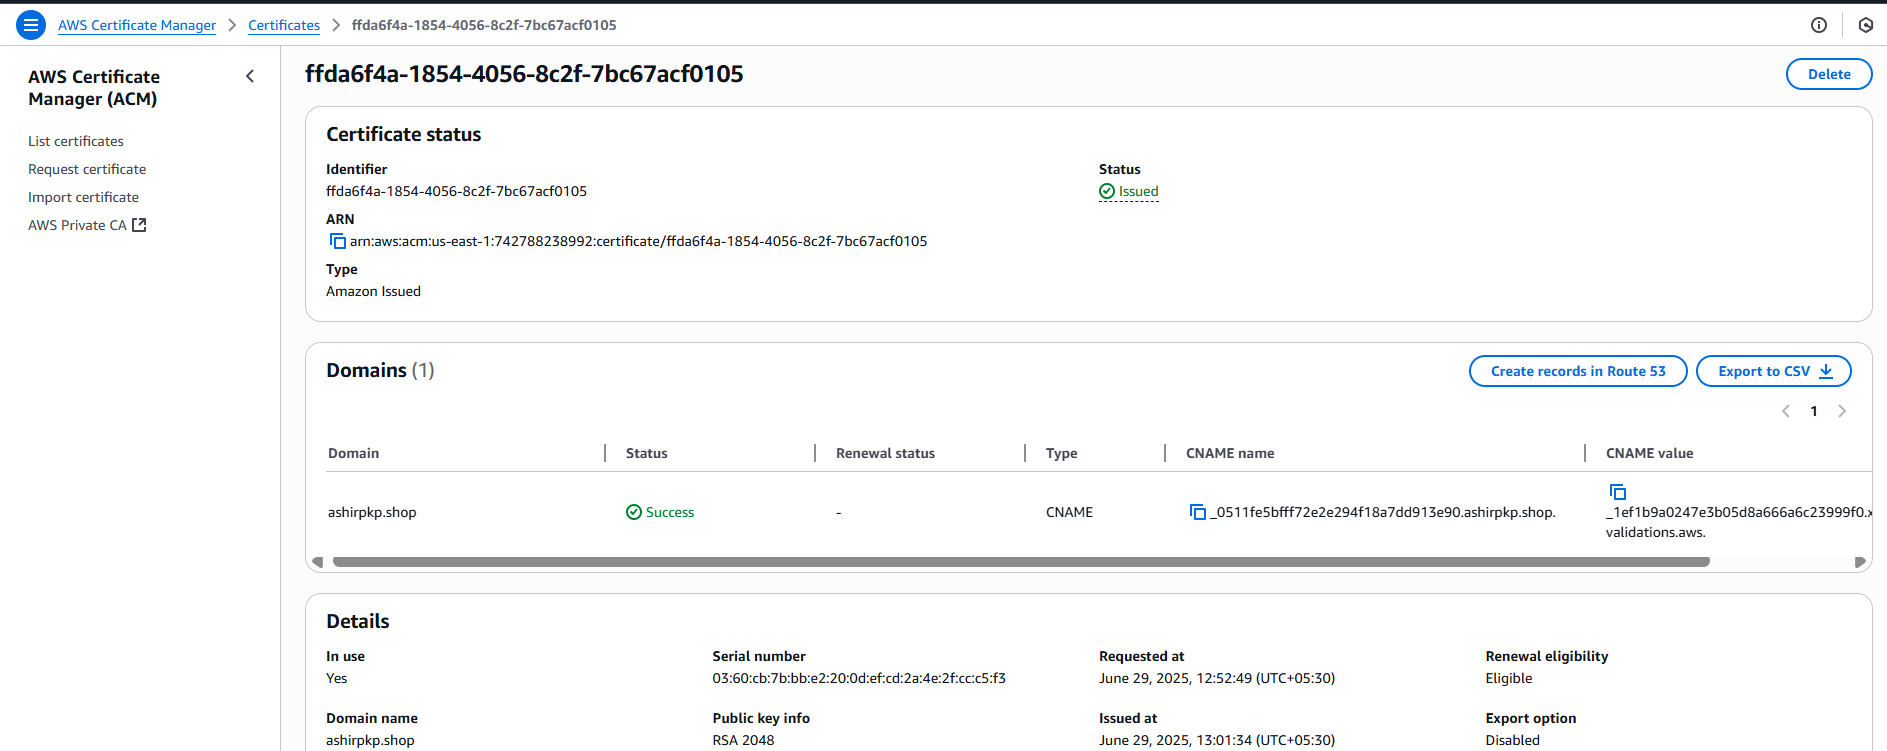 AWS Certificate Manager > Certificates > ffda6f4a-1854-4056-8c2f-7bc67acf0105
AWS Certificate
Manager (ACM)
List certificates
Request certificate
Import certificate
AWS Private CA
ffda6f4a-1854-4056-8c2f-7bc67acf0105
Delete
Certificate status
Identifier
ffda6f4a-1854-4056-8c2f-7bc67acf0105
Status
Issued
ARN
arn:aws:acm:us-east-1:742788238992:certificate/ffda6f4a-1854-4056-8c2f-7bc67acf0105
Type
Amazon Issued
Domains (1)
Create records in Route 53
Export to CSV
1
Domain Status Renewal status Type CNAME name CNAME value
ashirpkp.shop Success - CNAME _0511fe5bfff72e2e294f18a7dd913e90.ashirpkp.shop.
_1ef1b9a0247e3b05d8a666a6c23999f0.x
validations.aws.
Details
In use
Yes
Serial number
03:60:cb:7b:bb:e2:20:0d:ef:cd:2a:4e:2f:cc:c5:f3
Requested at
June 29, 2025, 12:52:49 (UTC+05:30)
Renewal eligibility
Eligible
Domain name
ashirpkp.shop
Public key info
RSA 2048
Issued at
June 29, 2025, 13:01:34 (UTC+05:30)
Export option
Disabled